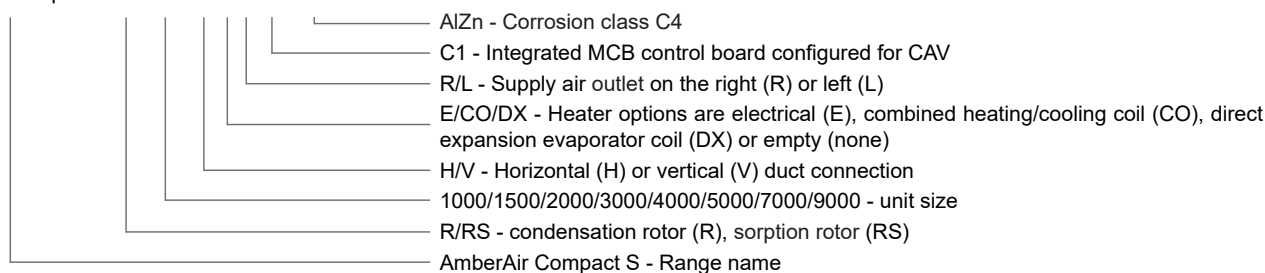 AlZn - Corrosion class C4
C1 - Integrated MCB control board configured for CAV
R/L - Supply air outlet on the right (R) or left (L)
E/CO/DX - Heater options are electrical (E), combined heating/cooling coil (CO), direct
expansion evaporator coil (DX) or empty (none)
H/V - Horizontal (H) or vertical (V) duct connection
1000/1500/2000/3000/4000/5000/7000/9000 - unit size
R/RS - condensation rotor (R), sorption rotor (RS)
AmberAir Compact S - Range name